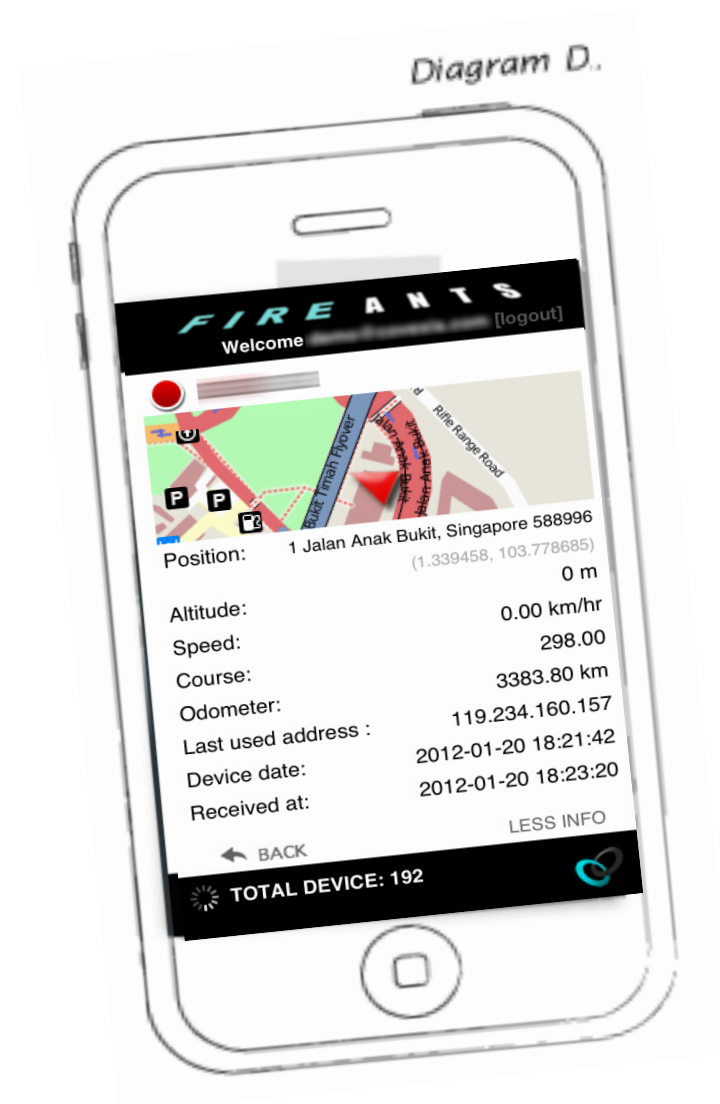 Diagram D..
FIRE ANTS
Welcome [logout]
Rifle Range Road
Bukit Timah Flyover
Jalan Anak Bukit
Jalan Anak Bukit
P P
Position: 1 Jalan Anak Bukit, Singapore 588996
(1.339458, 103.778685)
Altitude: 0 m
Speed: 0.00 km/hr
Course: 298.00
Odometer: 3383.80 km
Last used address : 119.234.160.157
Device date: 2012-01-20 18:21:42
Received at: 2012-01-20 18:23:20
LESS INFO
BACK
TOTAL DEVICE: 192